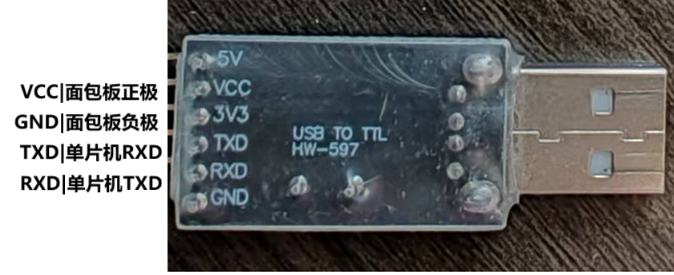 VCC|面包板正极
GND|面包板负极
TXD|单片机RXD
RXD|单片机TXD
5V
VCC
3V3
TXD
RXD
GND
USB TO TTL
HW-597